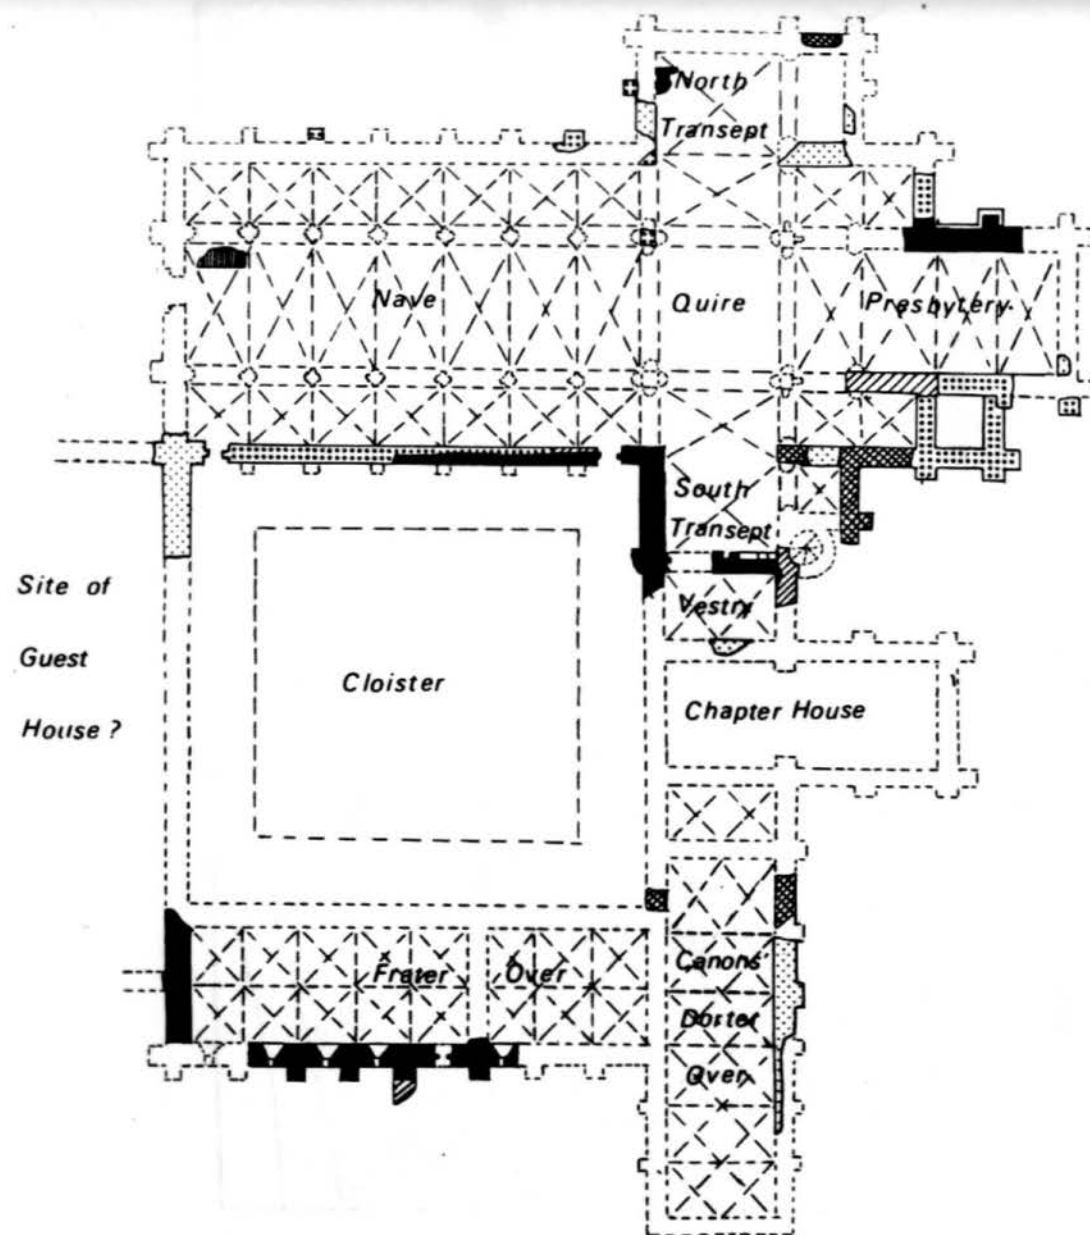 North
Transept
Nave
Quire
Presbytery
South
Transept
Vestry
Site of
Guest
House ?
Cloister
Chapter House
Frater Over
Canons'
Dorter
Over